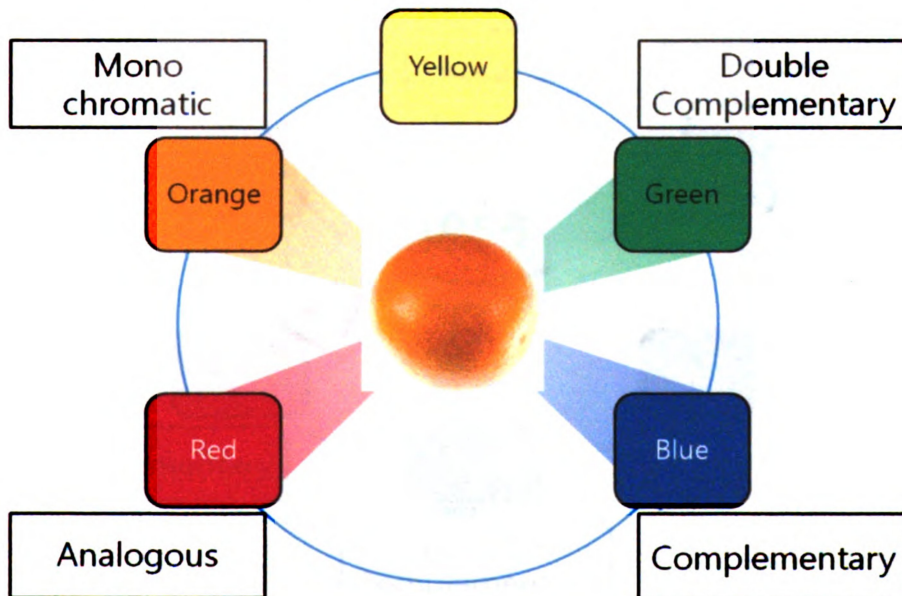 Mono
chromatic
Yellow
Double
Complementary
Orange
Green
Red
Blue
Analogous
Complementary